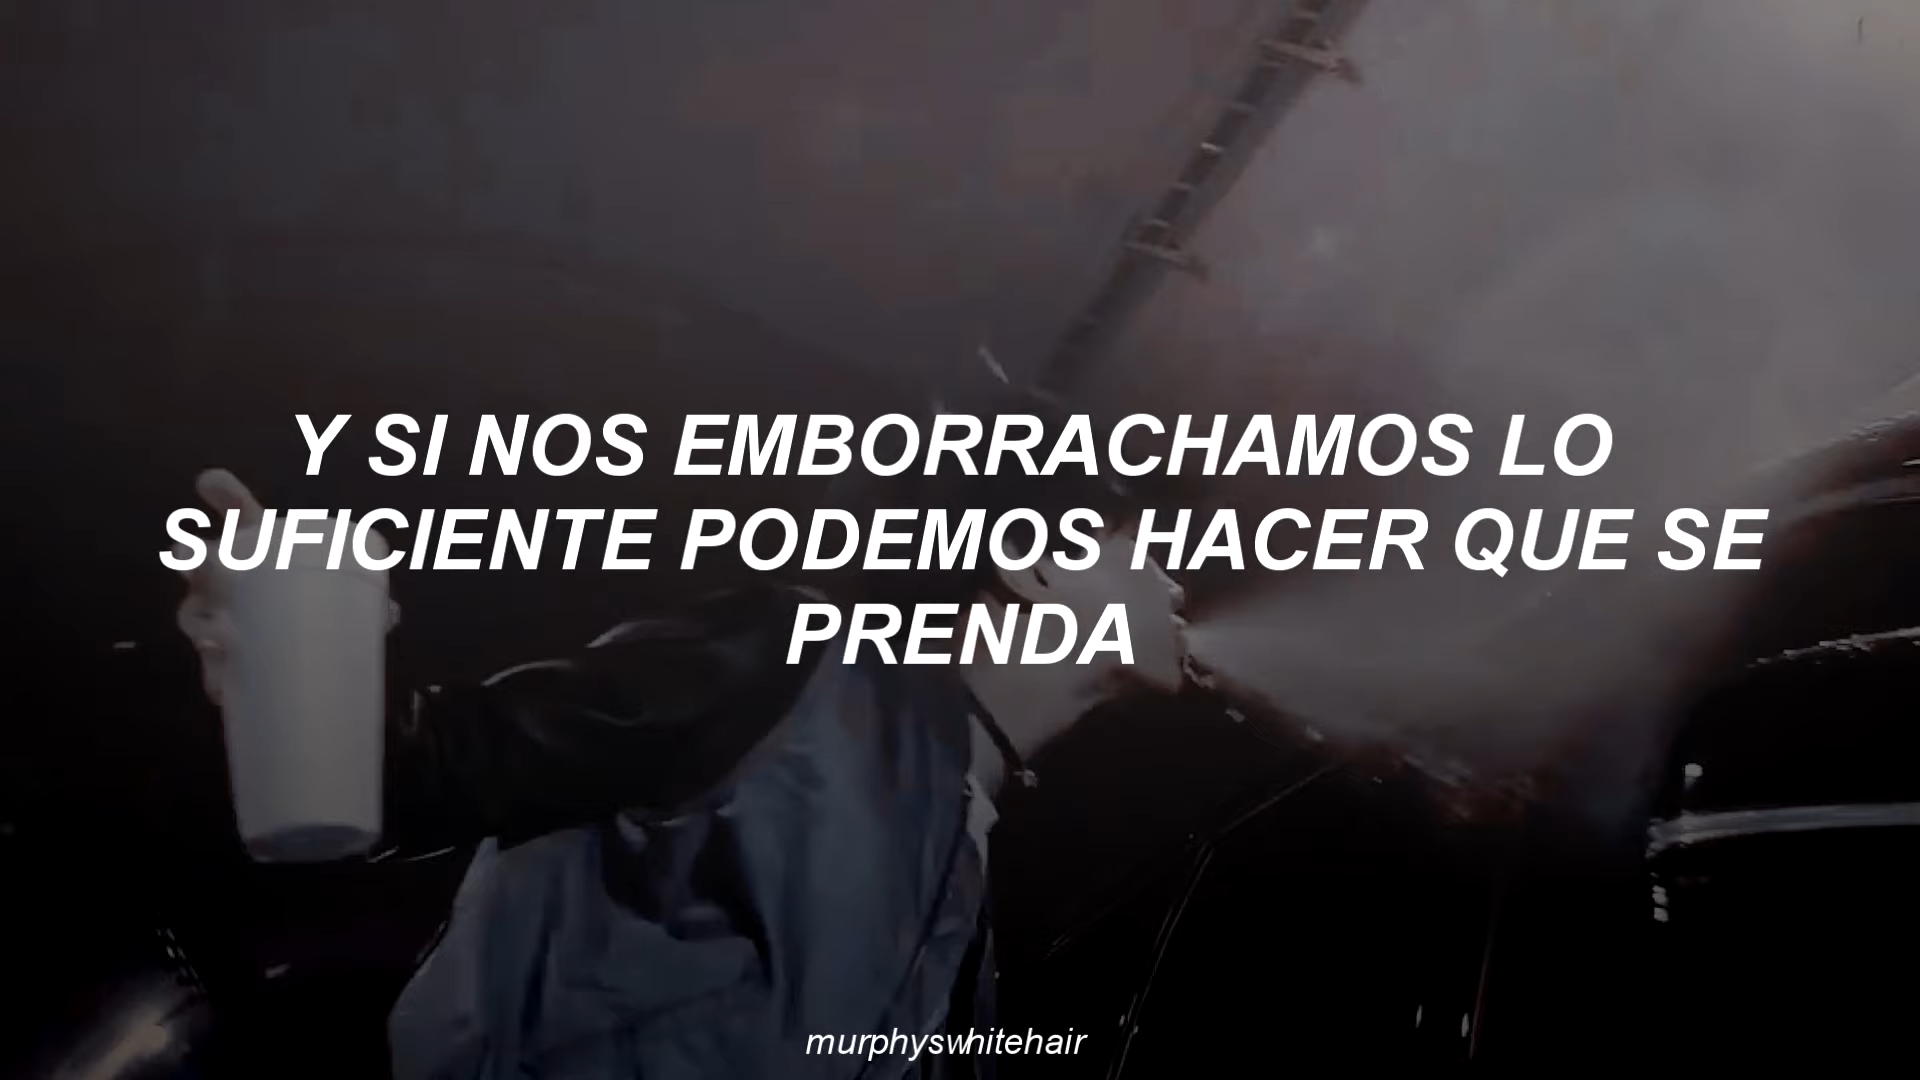 Y SI NOS EMBORRACHAMOS LO
SUFICIENTE PODEMOS HACER QUE SE
PRENDA
murphyswhitehair